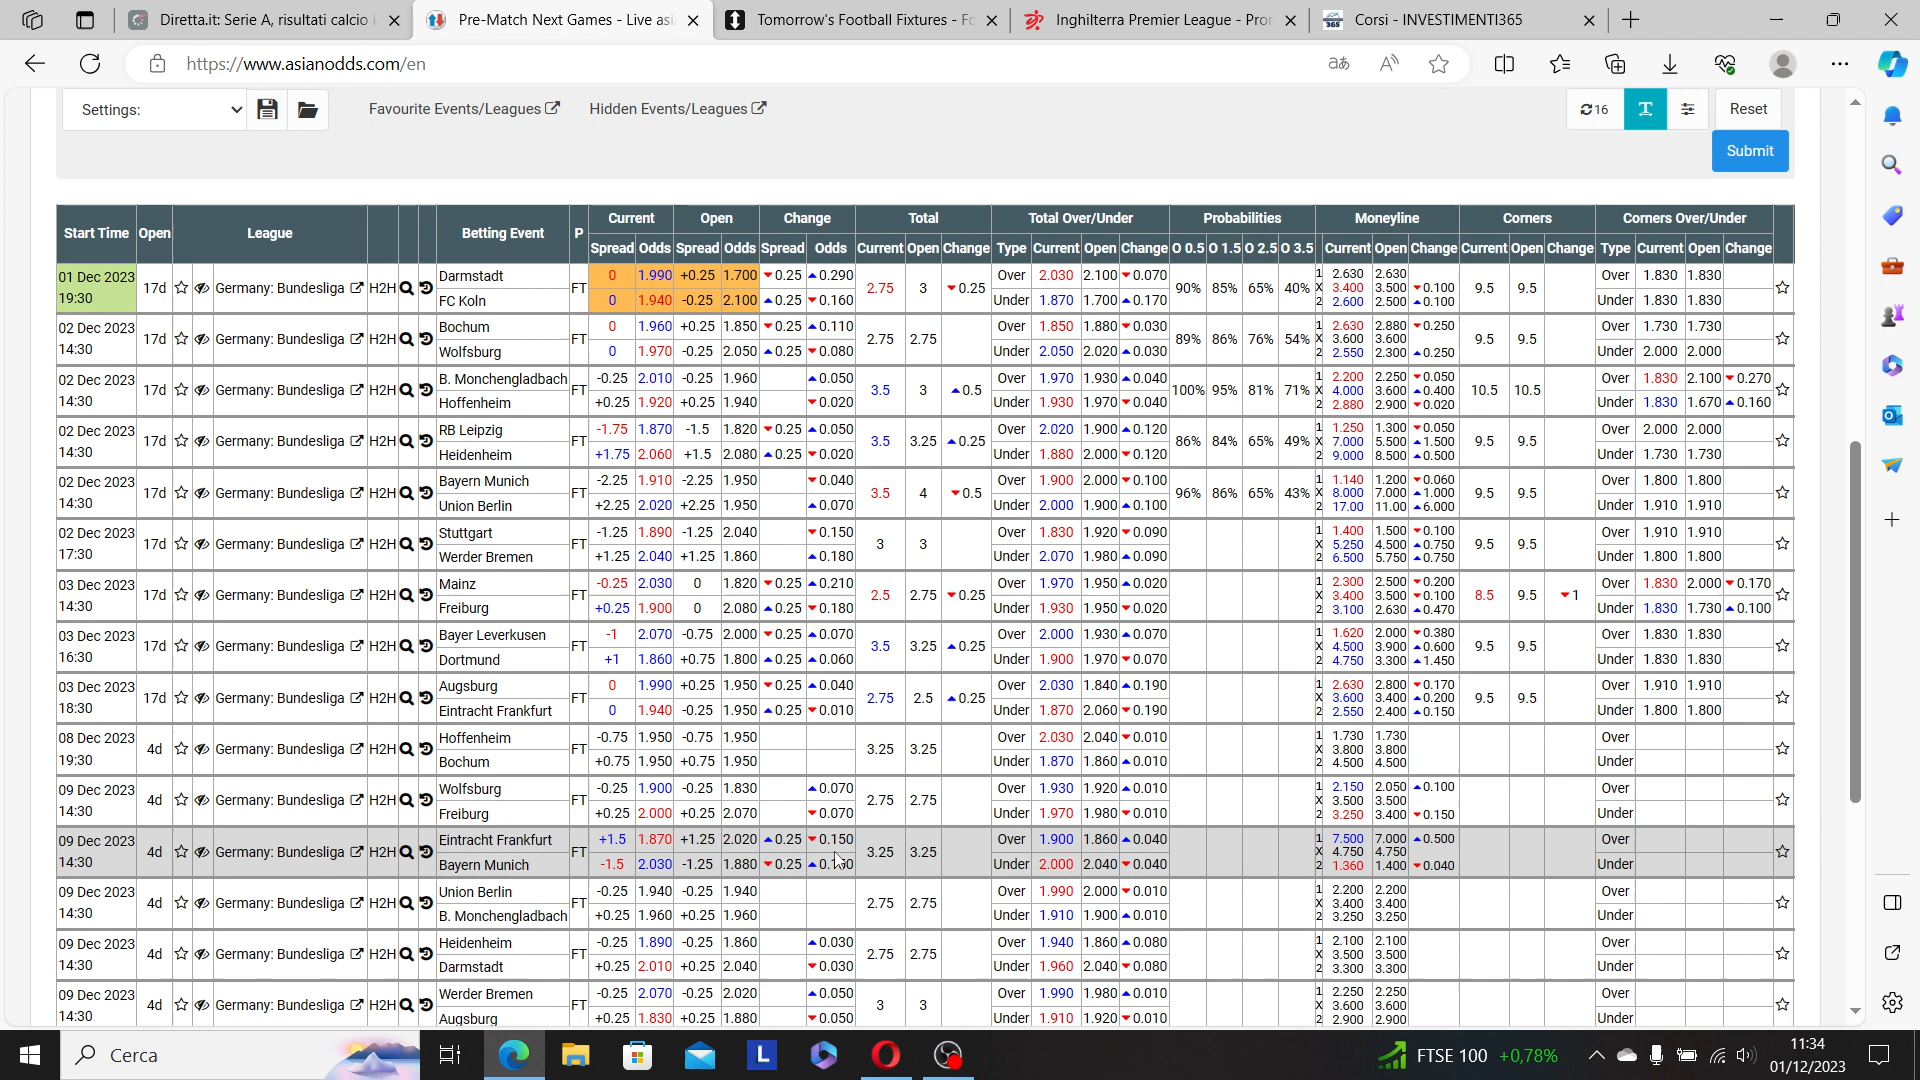 Diretta.it: Serie A, risultati calcio i
Pre-Match Next Games - Live asi
Tomorrow's Football Fixtures - Fo
Inghilterra Premier League - Pror
Corsi - INVESTIMENTI365
https://www.asianodds.com/en
Settings:
Favourite Events/Leagues
Hidden Events/Leagues
16
Reset
Submit
Start Time Open League Betting Event P Current Open Change Total Total Over/Under Probabilities Moneyline Corners Corners Over/Under
Spread Odds Spread Odds Spread Odds Current Open Change Type Current Open Change O 0.5 O 1.5 O 2.5 O 3.5 Current Open Change Current Open Change Type Current Open Change
01 Dec 2023 19:30 17d Germany: Bundesliga H2H FT 2.75 3 0.25 90% 85% 65% 40% 9.5 9.5
Darmstadt 0 1.990 +0.25 1.700 0.25 0.290 Over 2.030 2.100 0.070 Over 1.830 1.830
FC Koln 0 1.940 -0.25 2.100 0.25 0.160 Under 1.870 1.700 0.170 Under 1.830 1.830
1 2.630 2.630
X 3.400 3.500 0.100
2 2.600 2.500 0.100
02 Dec 2023 14:30 17d Germany: Bundesliga H2H FT 2.75 2.75 89% 86% 76% 54% 9.5 9.5
Bochum 0 1.960 +0.25 1.850 0.25 0.110 Over 1.850 1.880 0.030 Over 1.730 1.730
Wolfsburg 0 1.970 -0.25 2.050 0.25 0.080 Under 2.050 2.020 0.030 Under 2.000 2.000
1 2.630 2.880 0.250
X 3.600 3.600
2 2.550 2.300 0.250
02 Dec 2023 14:30 17d Germany: Bundesliga H2H FT 3.5 3 0.5 100% 95% 81% 71% 10.5 10.5
B. Monchengladbach -0.25 2.010 -0.25 1.960 0.050 Over 1.970 1.930 0.040 Over 1.830 2.100 0.270
Hoffenheim +0.25 1.920 +0.25 1.940 0.020 Under 1.930 1.970 0.040 Under 1.830 1.670 0.160
1 2.200 2.250 0.050
X 4.000 3.600 0.400
2 2.880 2.900 0.020
02 Dec 2023 14:30 17d Germany: Bundesliga H2H FT 3.5 3.25 0.25 86% 84% 65% 49% 9.5 9.5
RB Leipzig -1.75 1.870 -1.5 1.820 0.25 0.050 Over 2.020 1.900 0.120 Over 2.000 2.000
Heidenheim +1.75 2.060 +1.5 2.080 0.25 0.020 Under 1.880 2.000 0.120 Under 1.730 1.730
1 1.250 1.300 0.050
X 7.000 5.500 1.500
2 9.000 8.500 0.500
02 Dec 2023 14:30 17d Germany: Bundesliga H2H FT 3.5 4 0.5 96% 86% 65% 43% 9.5 9.5
Bayern Munich -2.25 1.910 -2.25 1.950 0.040 Over 1.900 2.000 0.100 Over 1.800 1.800
Union Berlin +2.25 2.020 +2.25 1.950 0.070 Under 2.000 1.900 0.100 Under 1.910 1.910
1 1.140 1.200 0.060
X 8.000 7.000 1.000
2 17.00 11.00 6.000
02 Dec 2023 17:30 17d Germany: Bundesliga H2H FT 3 3 9.5 9.5
Stuttgart -1.25 1.890 -1.25 2.040 0.150 Over 1.830 1.920 0.090 Over 1.910 1.910
Werder Bremen +1.25 2.040 +1.25 1.860 0.180 Under 2.070 1.980 0.090 Under 1.800 1.800
1 1.400 1.500 0.100
X 5.250 4.500 0.750
2 6.500 5.750 0.750
03 Dec 2023 14:30 17d Germany: Bundesliga H2H FT 2.5 2.75 0.25 8.5 9.5 1
Mainz -0.25 2.030 0 1.820 0.25 0.210 Over 1.970 1.950 0.020 Over 1.830 2.000 0.170
Freiburg +0.25 1.900 0 2.080 0.25 0.180 Under 1.930 1.950 0.020 Under 1.830 1.730 0.100
1 2.300 2.500 0.200
X 3.400 3.500 0.100
2 3.100 2.630 0.470
03 Dec 2023 16:30 17d Germany: Bundesliga H2H FT 3.5 3.25 0.25 9.5 9.5
Bayer Leverkusen -1 2.070 -0.75 2.000 0.25 0.070 Over 2.000 1.930 0.070 Over 1.830 1.830
Dortmund +1 1.860 +0.75 1.800 0.25 0.060 Under 1.900 1.970 0.070 Under 1.830 1.830
1 1.620 2.000 0.380
X 4.500 3.900 0.600
2 4.750 3.300 1.450
03 Dec 2023 18:30 17d Germany: Bundesliga H2H FT 2.75 2.5 0.25 9.5 9.5
Augsburg 0 1.990 +0.25 1.950 0.25 0.040 Over 2.030 1.840 0.190 Over 1.910 1.910
Eintracht Frankfurt 0 1.940 -0.25 1.950 0.25 0.010 Under 1.870 2.060 0.190 Under 1.800 1.800
1 2.630 2.800 0.170
X 3.600 3.400 0.200
2 2.550 2.400 0.150
08 Dec 2023 19:30 4d Germany: Bundesliga H2H FT 3.25 3.25
Hoffenheim -0.75 1.950 -0.75 1.950 Over 2.030 2.040 0.010 Over
Bochum +0.75 1.950 +0.75 1.950 Under 1.870 1.860 0.010 Under
1 1.730 1.730
X 3.800 3.800
2 4.500 4.500
09 Dec 2023 14:30 4d Germany: Bundesliga H2H FT 2.75 2.75
Wolfsburg -0.25 1.900 -0.25 1.830 0.070 Over 1.930 1.920 0.010 Over
Freiburg +0.25 2.000 +0.25 2.070 0.070 Under 1.970 1.980 0.010 Under
1 2.150 2.050 0.100
X 3.500 3.500
2 3.250 3.400 0.150
09 Dec 2023 14:30 4d Germany: Bundesliga H2H FT 3.25 3.25
Eintracht Frankfurt +1.5 1.870 +1.25 2.020 0.25 0.150 Over 1.900 1.860 0.040 Over
Bayern Munich -1.5 2.030 -1.25 1.880 0.25 Under 2.000 2.040 0.040 Under
1 7.500 7.000 0.500
X 4.750 4.750
2 1.360 1.400 0.040
09 Dec 2023 14:30 4d Germany: Bundesliga H2H FT 2.75 2.75
Union Berlin -0.25 1.940 -0.25 1.940 Over 1.990 2.000 0.010 Over
B. Monchengladbach +0.25 1.960 +0.25 1.960 Under 1.910 1.900 0.010 Under
1 2.200 2.200
X 3.400 3.400
2 3.250 3.250
09 Dec 2023 14:30 4d Germany: Bundesliga H2H FT 2.75 2.75
Heidenheim -0.25 1.890 -0.25 1.860 0.030 Over 1.940 1.860 0.080 Over
Darmstadt +0.25 2.010 +0.25 2.040 0.030 Under 1.960 2.040 0.080 Under
1 2.100 2.100
X 3.500 3.500
2 3.300 3.300
09 Dec 2023 14:30 4d Germany: Bundesliga H2H FT 3 3
Werder Bremen -0.25 2.070 -0.25 2.020 0.050 Over 1.990 1.980 0.010 Over
Augsburg +0.25 1.830 +0.25 1.880 0.050 Under 1.910 1.920 0.010 Under
1 2.250 2.250
X 3.600 3.600
2 2.900 2.900
Cerca
FTSE 100 +0,78%
11:34
01/12/2023